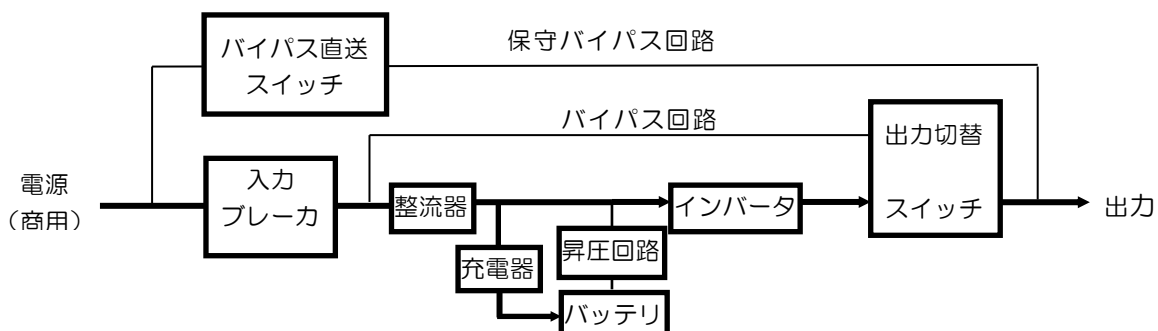 バイパス直送
スイッチ
保守バイパス回路
バイパス回路
電源
（商用）
入力
ブレーカ
整流器
充電器
昇圧回路
バッテリ
インバータ
出力切替
スイッチ
出力